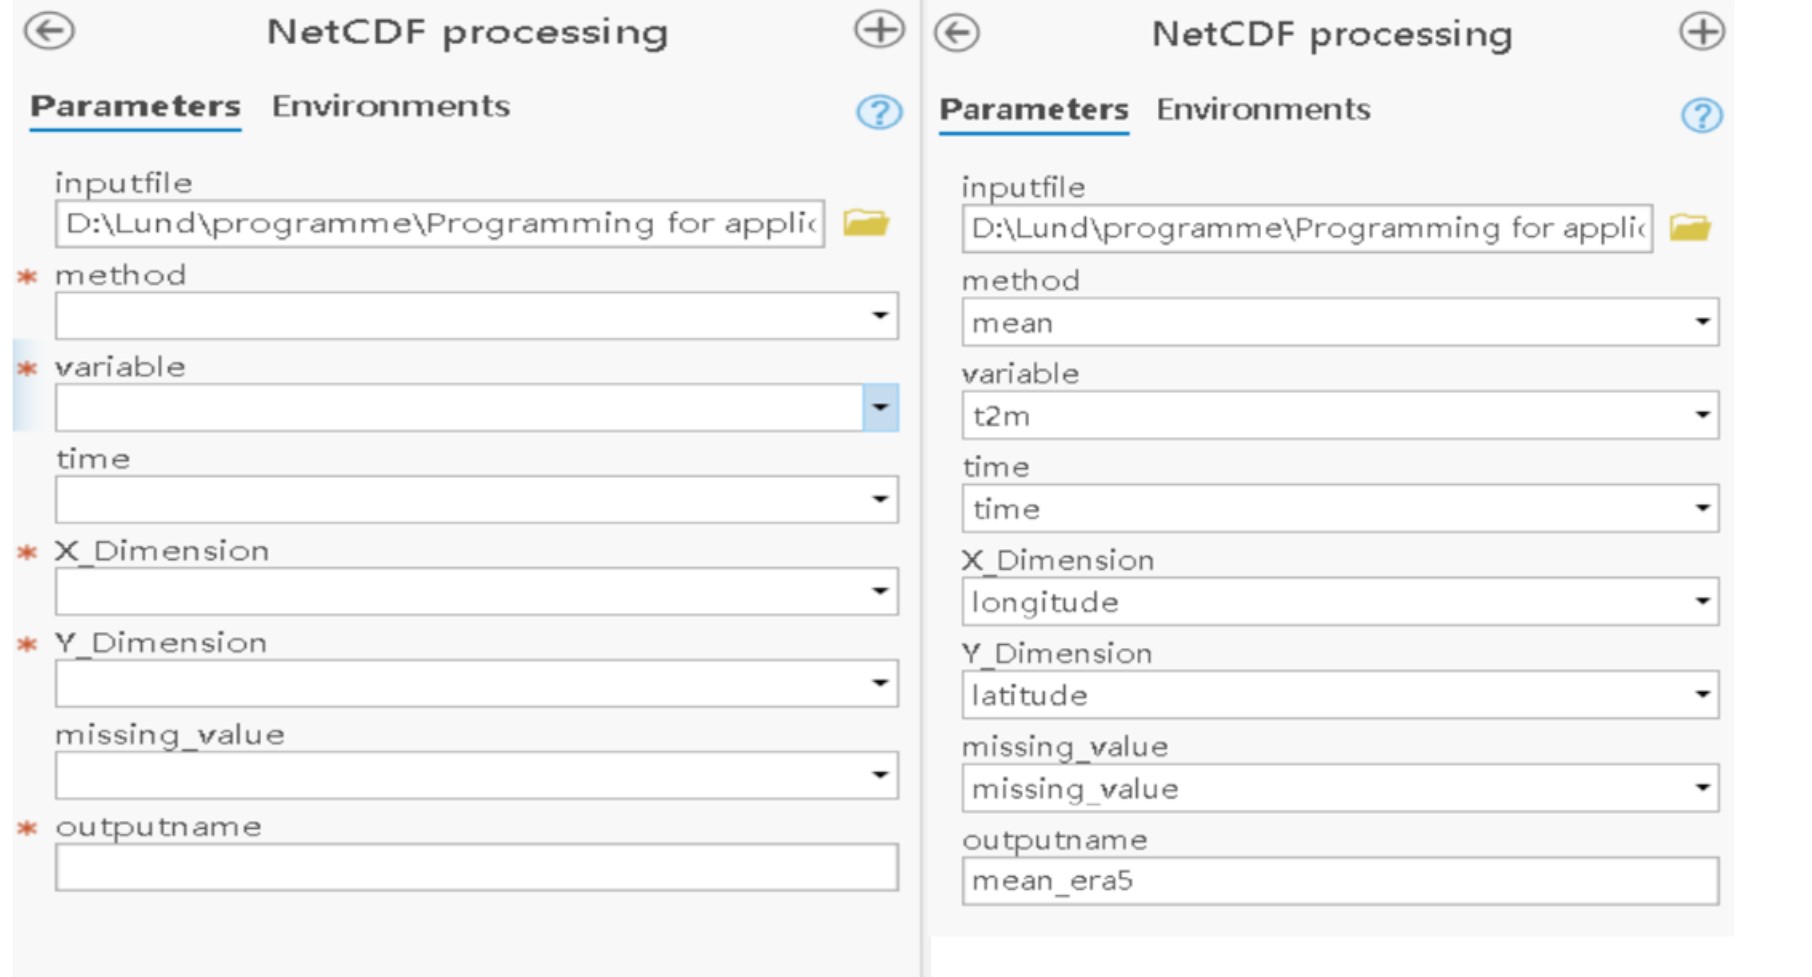 NetCDF processing
Parameters Environments
?
inputfile
D:\Lund\programme\Programming for applic
* method
* variable
time
* X_Dimension
* Y_Dimension
missing_value
* outputname
NetCDF processing
Parameters Environments
?
inputfile
D:\Lund\programme\Programming for applic
method
mean
variable
t2m
time
time
X_Dimension
longitude
Y_Dimension
latitude
missing_value
missing_value
outputname
mean_era5